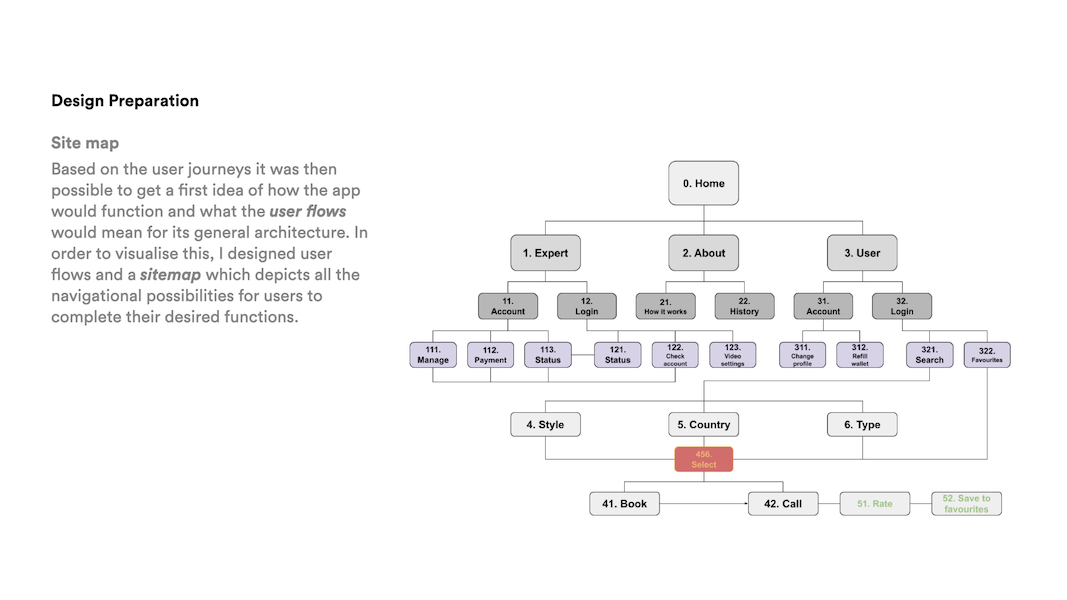 Design Preparation
Site map
Based on the user journeys it was then
possible to get a first idea of how the app
would function and what the user flows
would mean for its general architecture. In
order to visualise this, I designed user
flows and a sitemap which depicts all the
navigational possibilities for users to
complete their desired functions.
0. Home
1. Expert
2. About
3. User
11.
Account
12.
Login
21.
How it works
22.
History
31.
Account
32.
Login
111.
Manage
112.
Payment
113.
Status
121.
Status
122.
Check
account
123.
Video
settings
311.
Change
profile
312.
Refill
wallet
321.
Search
322.
Favourites
4. Style
5. Country
6. Type
456.
Select
41. Book
42. Call
51. Rate
52. Save to
favourites